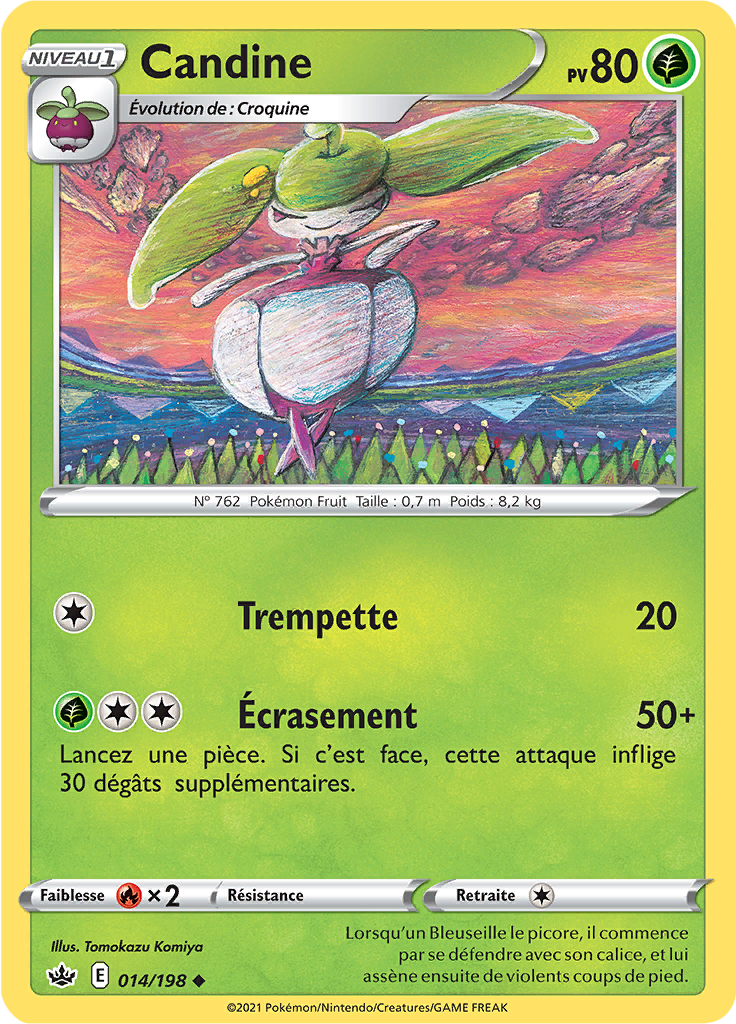 NIVEAU 1
Candine
PV 80
Évolution de : Croquine
N° 762 Pokémon Fruit Taille : 0,7 m Poids : 8,2 kg
Trempette 20
Écrasement 50+
Lancez une pièce. Si c'est face, cette attaque inflige
30 dégâts supplémentaires.
Faiblesse ×2 Résistance Retraite
Illus. Tomokazu Komiya
Lorsqu'un Bleuseille le picore, il commence
par se défendre avec son calice, et lui
assène ensuite de violents coups de pied.
E 014/198
©2021 Pokémon/Nintendo/Creatures/GAME FREAK